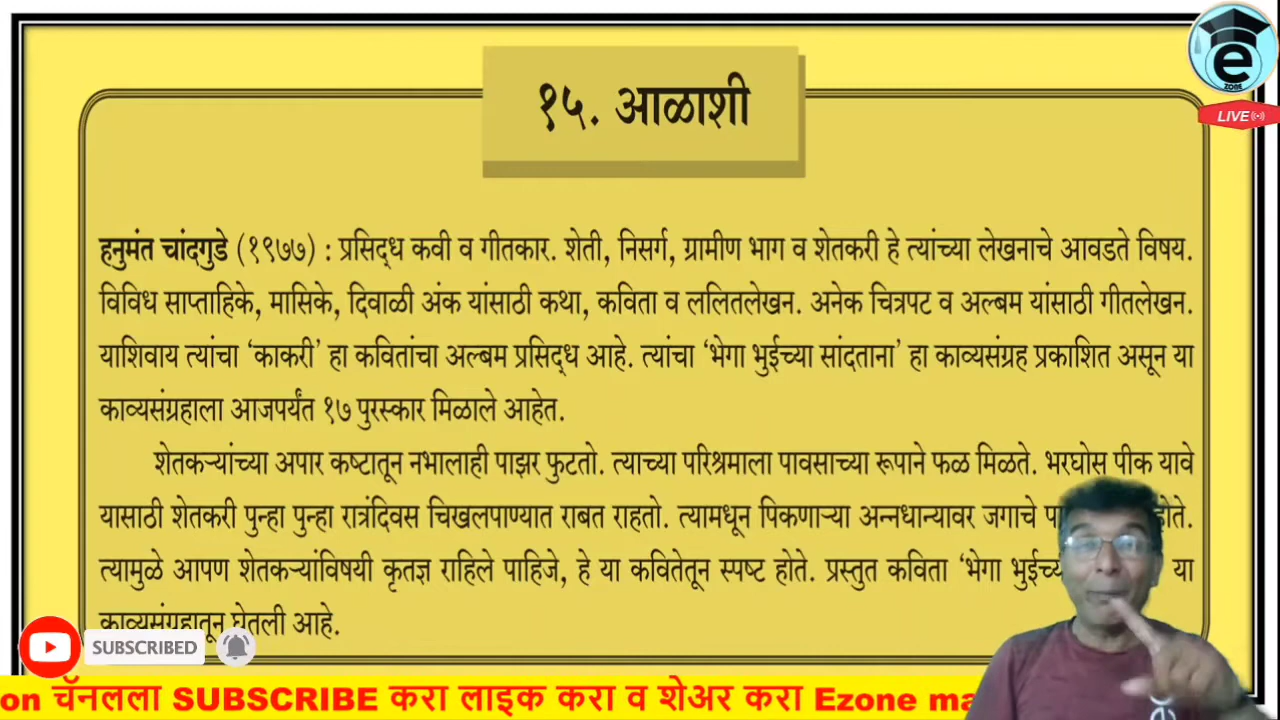 १५. आळाशी
e
ZONE
LIVE
हनुमंत चांदगुडे (१९७७) : प्रसिद्ध कवी व गीतकार. शेती, निसर्ग, ग्रामीण भाग व शेतकरी हे त्यांच्या लेखनाचे आवडते विषय.
विविध साप्ताहिके, मासिके, दिवाळी अंक यांसाठी कथा, कविता व ललितलेखन. अनेक चित्रपट व अल्बम यांसाठी गीतलेखन.
याशिवाय त्यांचा ‘काकरी’ हा कवितांचा अल्बम प्रसिद्ध आहे. त्यांचा ‘भेगा भुईच्या सांदताना’ हा काव्यसंग्रह प्रकाशित असून या
काव्यसंग्रहाला आजपर्यंत १७ पुरस्कार मिळाले आहेत.
शेतकऱ्यांच्या अपार कष्टातून नभालाही पाझर फुटतो. त्याच्या परिश्रमाला पावसाच्या रूपाने फळ मिळते. भरघोस पीक यावे
यासाठी शेतकरी पुन्हा पुन्हा रात्रंदिवस चिखलपाण्यात राबत राहतो. त्यामधून पिकणाऱ्या अन्नधान्यावर जगाचे होते.
त्यामुळे आपण शेतकऱ्यांविषयी कृतज्ञ राहिले पाहिजे, हे या कवितेतून स्पष्ट होते. प्रस्तुत कविता ‘भेगा या
काव्यसंग्रहातून घेतली आहे.
SUBSCRIBED
on चॅनलला SUBSCRIBE करा लाइक करा व शेअर करा Ezone ma